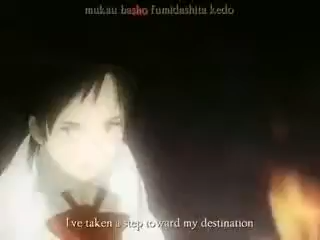 mukau basho fumidashita kedo
I've taken a step toward my destination